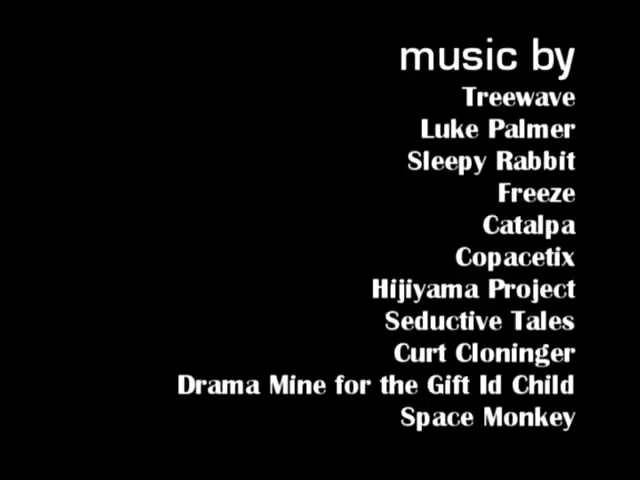 music by
Treewave
Luke Palmer
Sleepy Rabbit
Freeze
Catalpa
Copacetix
Hijiyama Project
Seductive Tales
Curt Cloninger
Drama Mine for the Gift Id Child
Space Monkey